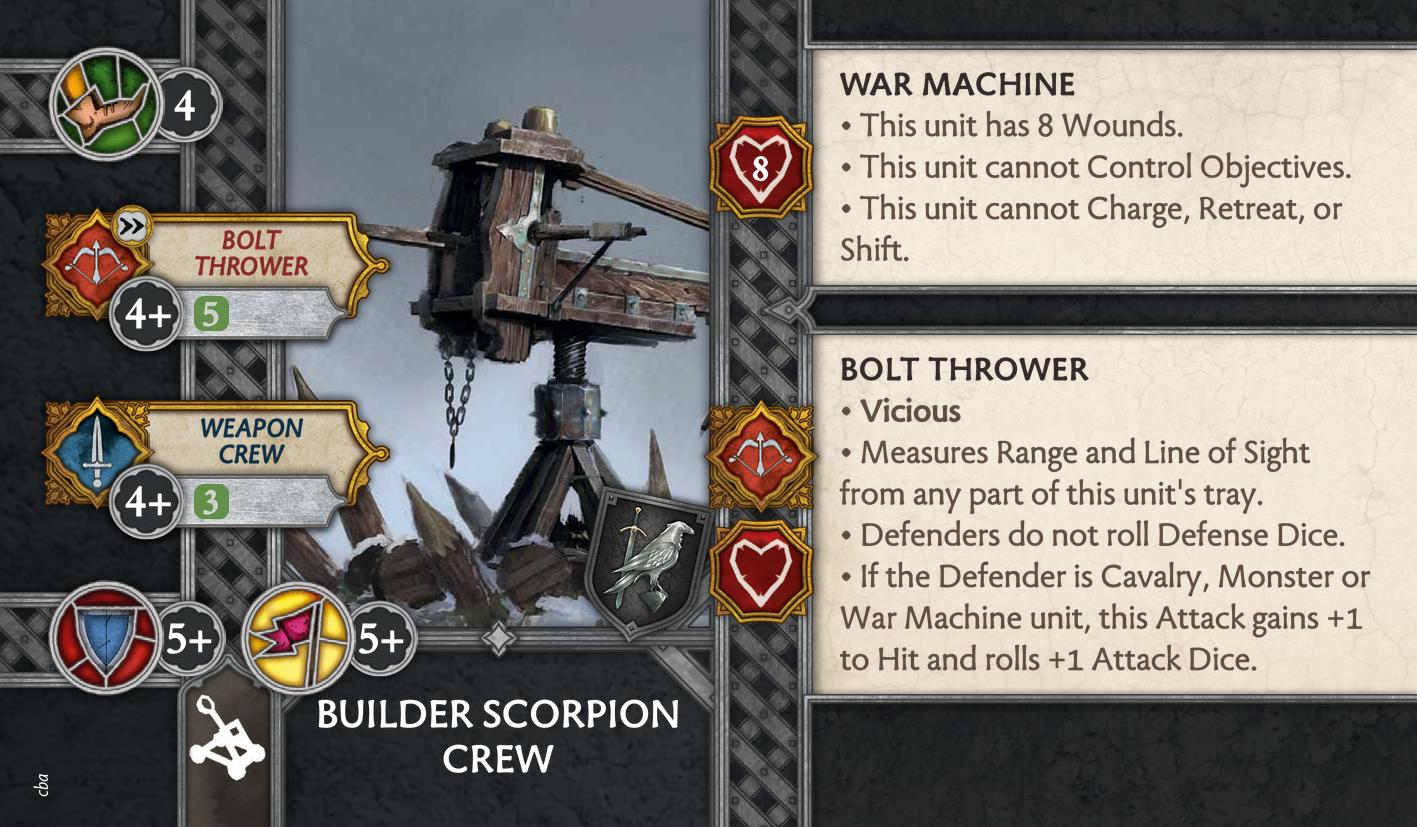 4
BOLT
THROWER
4+ 5
WEAPON
CREW
4+ 3
5+ 5+
BUILDER SCORPION
CREW
cba
8
WAR MACHINE
• This unit has 8 Wounds.
• This unit cannot Control Objectives.
• This unit cannot Charge, Retreat, or
Shift.
BOLT THROWER
• Vicious
• Measures Range and Line of Sight
from any part of this unit's tray.
• Defenders do not roll Defense Dice.
• If the Defender is Cavalry, Monster or
War Machine unit, this Attack gains +1
to Hit and rolls +1 Attack Dice.